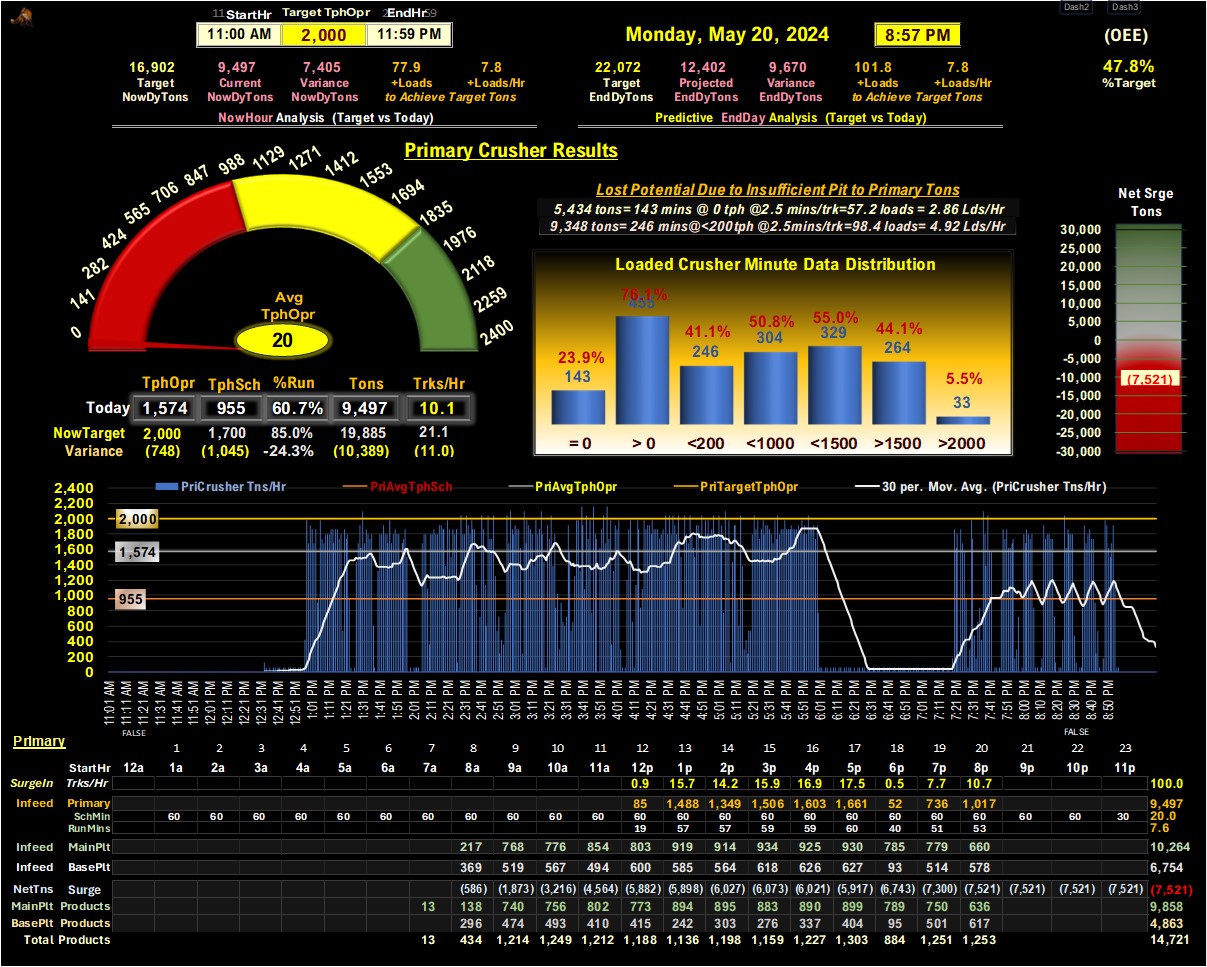 Dash2 Dash3
StartHr Target TphOpr EndHr
11:00 AM 2,000 11:59 PM
Monday, May 20, 2024 8:57 PM
(OEE)
47.8%
%Target
16,902 9,497 7,405 77.9 7.8
Target Current Variance +Loads +Loads/Hr
NowDyTons NowDyTons NowDyTons to Achieve Target Tons
NowHour Analysis (Target vs Today)
22,072 12,402 9,670 101.8 7.8
Target Projected Variance +Loads +Loads/Hr
EndDyTons EndDyTons EndDyTons to Achieve Target Tons
Predictive EndDay Analysis (Target vs Today)
Primary Crusher Results
0 141 282 424 565 706 847 988 1129 1271 1412 1553 1694 1835 1976 2118 2259 2400
Avg
TphOpr
20
Lost Potential Due to Insufficient Pit to Primary Tons
5,434 tons=143 mins @ 0 tph @2.5 mins/trk=57.2 loads = 2.86 Lds/Hr
9,348 tons= 246 mins@<200tph @2.5mins/trk=98.4 loads= 4.92 Lds/Hr
Net Srge
Tons
30,000
25,000
20,000
15,000
10,000
5,000
0
-5,000
-10,000
(7,521)
-15,000
-20,000
-25,000
-30,000
Loaded Crusher Minute Data Distribution
23.9% 76.1% 41.1% 50.8% 55.0% 44.1% 5.5%
143 455 246 304 329 264 33
= 0 > 0 <200 <1000 <1500 >1500 >2000
TphOpr TphSch %Run Tons Trks/Hr
Today 1,574 955 60.7% 9,497 10.1
NowTarget 2,000 1,700 85.0% 19,885 21.1
Variance (748) (1,045) -24.3% (10,389) (11.0)
PriCrusher Tns/Hr PriAvgTphSch PriAvgTphOpr PriTargetTphOpr 30 per. Mov. Avg. (PriCrusher Tns/Hr)
2,400
2,200
2,000
1,800
1,600
1,400
1,200
1,000
800
600
400
200
0
2,000
1,574
955
11:01 AM 11:11 AM 11:21 AM 11:31 AM 11:41 AM 11:51 AM 12:01 PM 12:11 PM 12:21 PM 12:31 PM 12:41 PM 12:51 PM 1:01 PM 1:11 PM 1:21 PM 1:31 PM 1:41 PM 1:51 PM 2:01 PM 2:11 PM 2:21 PM 2:31 PM 2:41 PM 2:51 PM 3:01 PM 3:11 PM 3:21 PM 3:31 PM 3:41 PM 3:51 PM 4:01 PM 4:11 PM 4:21 PM 4:31 PM 4:41 PM 4:51 PM 5:01 PM 5:11 PM 5:21 PM 5:31 PM 5:41 PM 5:51 PM 6:01 PM 6:11 PM 6:21 PM 6:31 PM 6:41 PM 6:51 PM 7:01 PM 7:11 PM 7:21 PM 7:31 PM 7:41 PM 7:50 PM 8:00 PM 8:10 PM 8:20 PM 8:30 PM 8:40 PM 8:50 PM
FALSE FALSE
Primary
1 2 3 4 5 6 7 8 9 10 11 12 13 14 15 16 17 18 19 20 21 22 23
StartHr 12a 1a 2a 3a 4a 5a 6a 7a 8a 9a 10a 11a 12p 1p 2p 3p 4p 5p 6p 7p 8p 9p 10p 11p
SurgeIn Trks/Hr 0.9 15.7 14.2 15.9 16.9 17.5 0.5 7.7 10.7 100.0
Infeed Primary 85 1,488 1,349 1,506 1,603 1,661 52 736 1,017 9,497
SchMin 60 60 60 60 60 60 60 60 60 60 60 60 60 60 60 60 60 60 60 60 60 60 30 20.0
RunMins 19 57 57 59 59 60 40 51 53 7.6
Infeed MainPlt 217 768 776 854 803 919 914 934 925 930 785 779 660 10,264
Infeed BasePlt 369 519 567 494 600 585 564 618 626 627 93 514 578 6,754
NetTns Surge (586) (1,873) (3,216) (4,564) (5,882) (5,898) (6,027) (6,073) (6,021) (5,917) (6,743) (7,300) (7,521) (7,521) (7,521) (7,521) (7,521)
MainPlt Products 13 138 740 756 802 773 894 895 883 890 899 789 750 636 9,858
BasePlt Products 296 474 493 410 415 242 303 276 337 404 95 501 617 4,863
Total Products 13 434 1,214 1,249 1,212 1,188 1,136 1,198 1,159 1,227 1,303 884 1,251 1,253 14,721